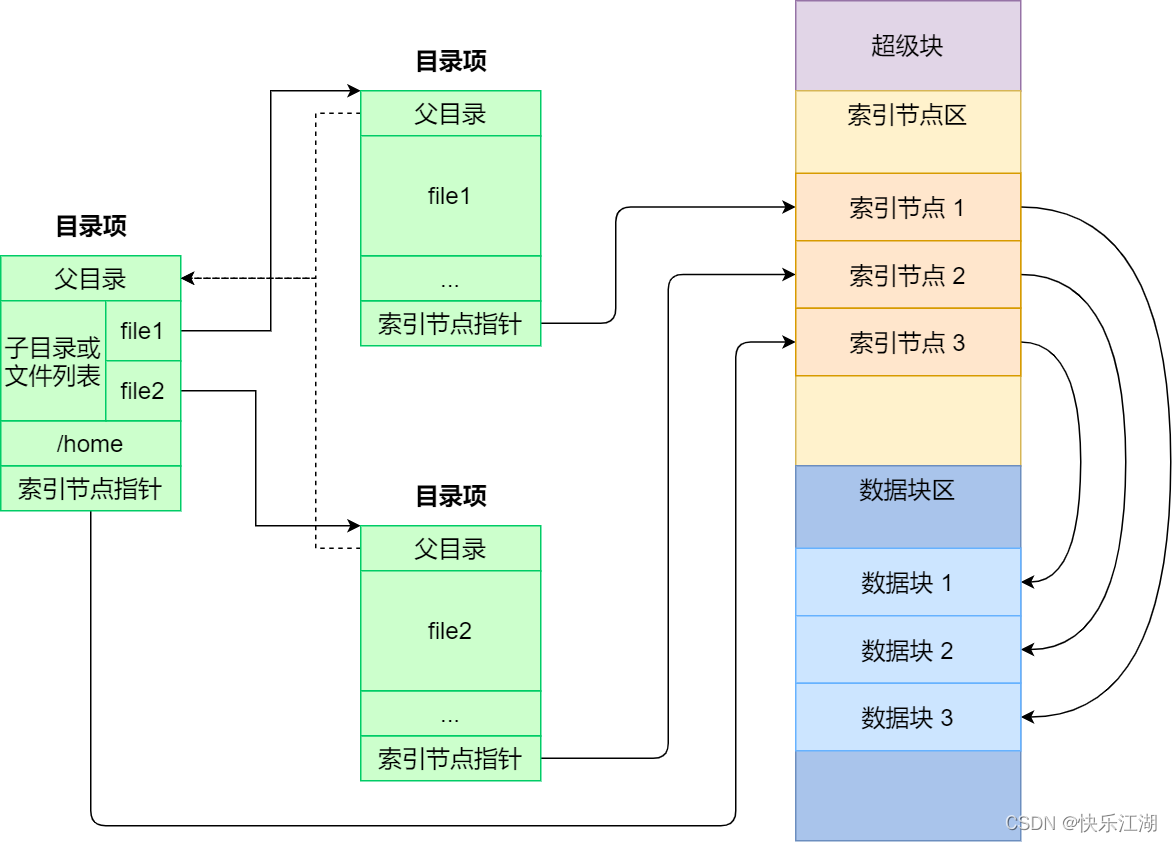 目录项
父目录
子目录或
文件列表
file1
file2
/home
索引节点指针
目录项
父目录
file1
...
索引节点指针
目录项
父目录
file2
...
索引节点指针
超级块
索引节点区
索引节点 1
索引节点 2
索引节点 3
数据块区
数据块 1
数据块 2
数据块 3
CSDN @快乐江湖